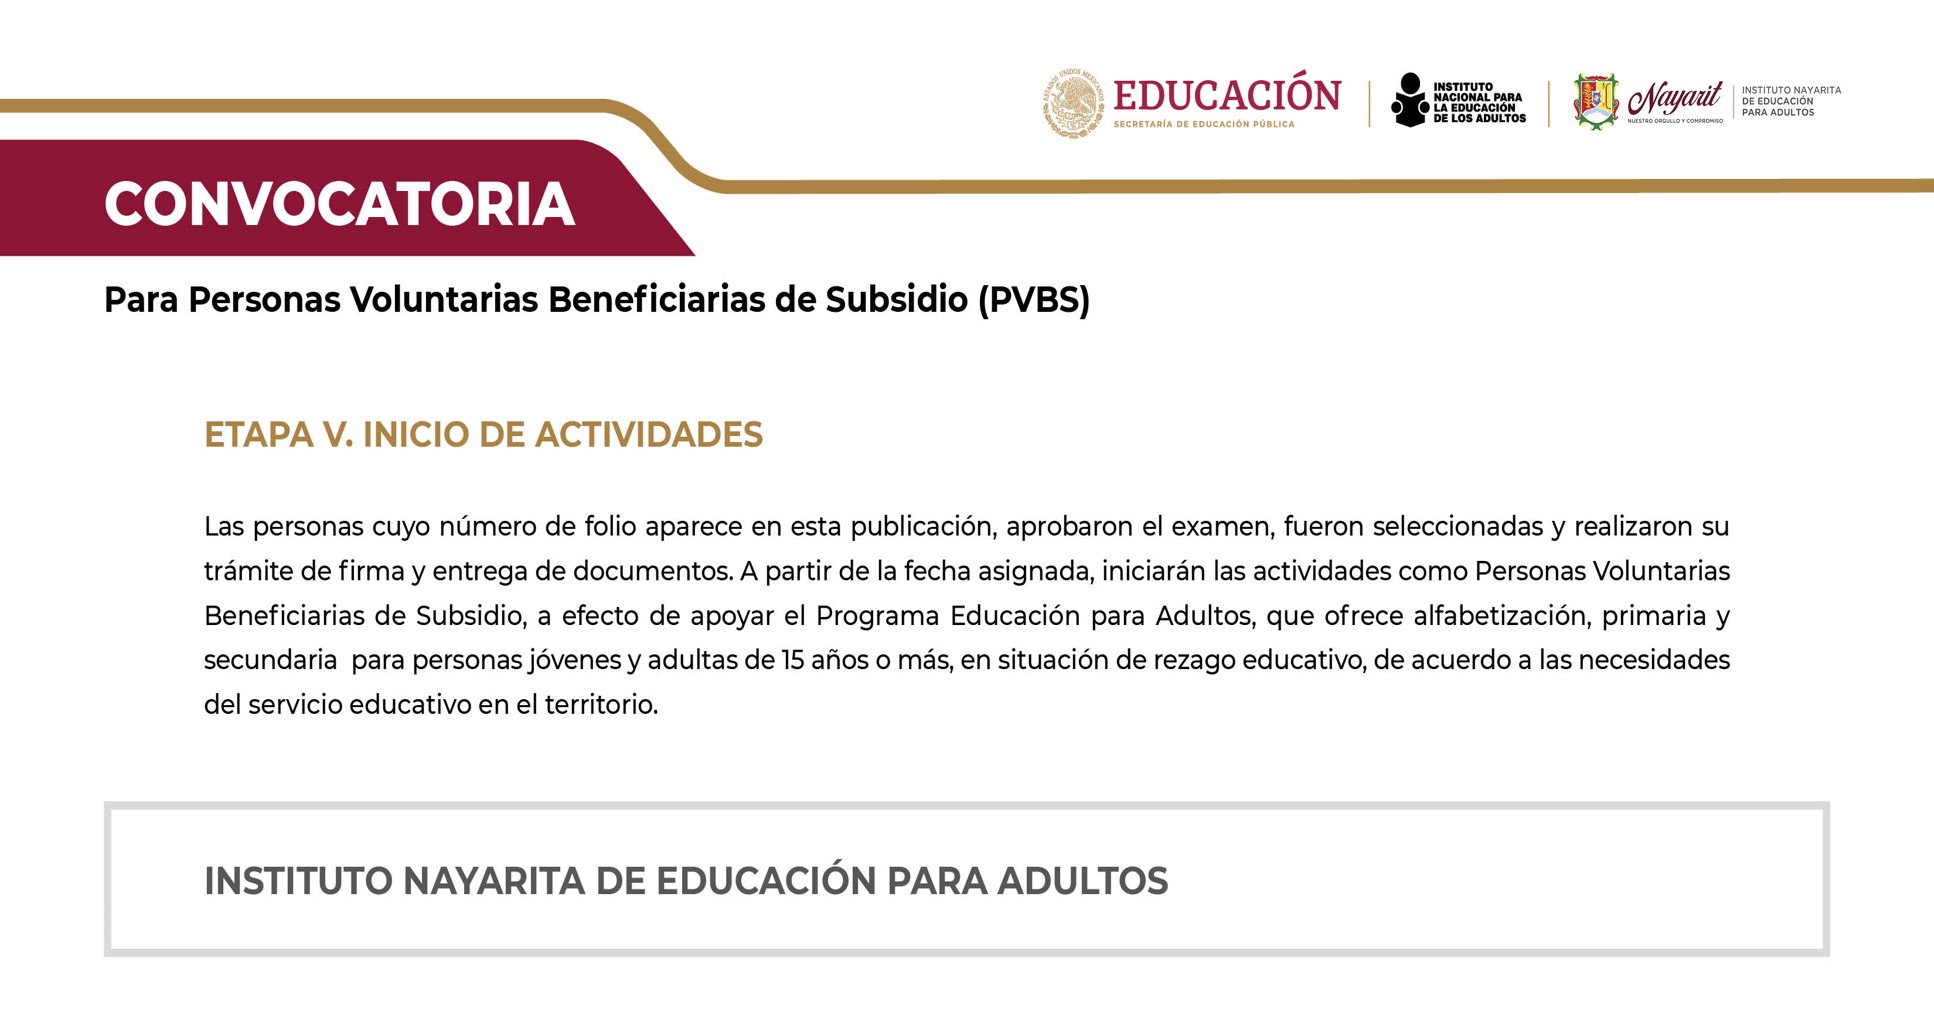 EDUCACIÓN
SECRETARÍA DE EDUCACIÓN PÚBLICA
INSTITUTO
NACIONAL PARA
LA EDUCACIÓN
DE LOS ADULTOS
Nayarit
NUESTRO ORGULLO Y COMPROMISO
INSTITUTO NAYARITA
DE EDUCACIÓN
PARA ADULTOS
ESTADOS UNIDOS MEXICANOS
CONVOCATORIA
Para Personas Voluntarias Beneficiarias de Subsidio (PVBS)
ETAPA V. INICIO DE ACTIVIDADES
Las personas cuyo número de folio aparece en esta publicación, aprobaron el examen, fueron seleccionadas y realizaron su
trámite de firma y entrega de documentos. A partir de la fecha asignada, iniciarán las actividades como Personas Voluntarias
Beneficiarias de Subsidio, a efecto de apoyar el Programa Educación para Adultos, que ofrece alfabetización, primaria y
secundaria para personas jóvenes y adultas de 15 años o más, en situación de rezago educativo, de acuerdo a las necesidades
del servicio educativo en el territorio.
INSTITUTO NAYARITA DE EDUCACIÓN PARA ADULTOS